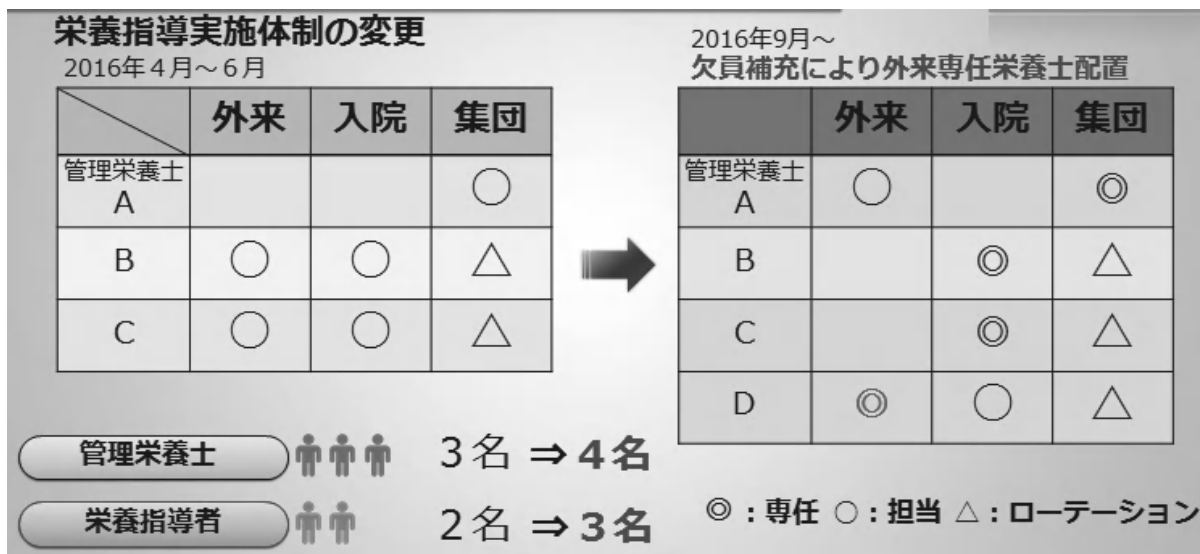 栄養指導実施体制の変更
2016年4月～6月
外来 入院 集団
管理栄養士
A ○
B ○ ○ △
C ○ ○ △
2016年9月～
欠員補充により外来専任栄養士配置
外来 入院 集団
管理栄養士
A ○ ◎
B ◎ △
C ◎ △
D ◎ ○ △
管理栄養士 3名 ⇒ 4名
栄養指導者 2名 ⇒ 3名
◎：専任 ○：担当 △：ローテーション